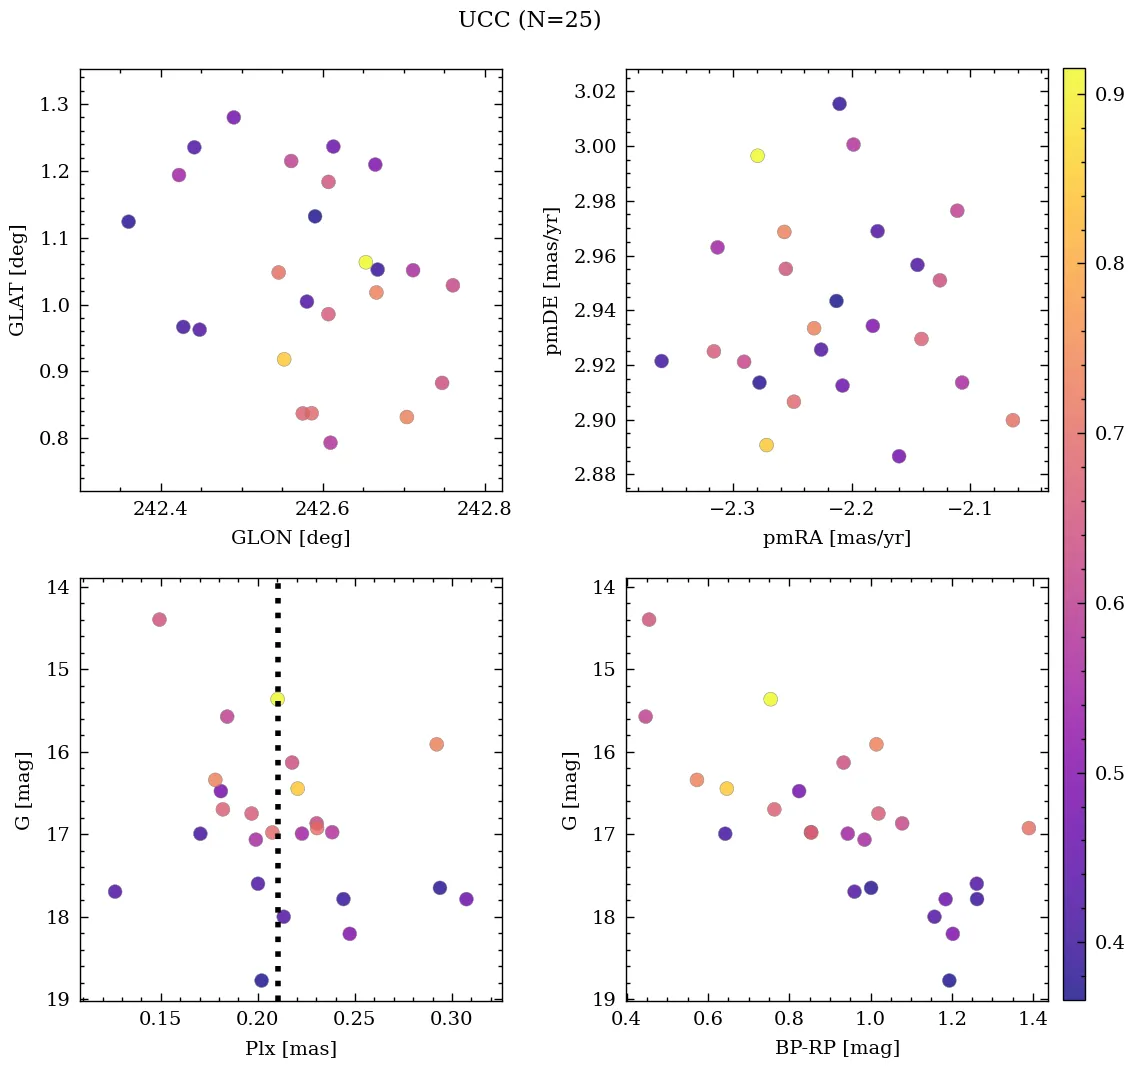 UCC (N=25)
1.3
1.2
1.1
1.0
0.9
0.8
GLAT [deg]
242.4 242.6 242.8
GLON [deg]
3.02
3.00
2.98
2.96
2.94
2.92
2.90
2.88
pmDE [mas/yr]
−2.3 −2.2 −2.1
pmRA [mas/yr]
14
15
16
17
18
19
G [mag]
0.15 0.20 0.25 0.30
Plx [mas]
14
15
16
17
18
19
G [mag]
0.4 0.6 0.8 1.0 1.2 1.4
BP-RP [mag]
0.9
0.8
0.7
0.6
0.5
0.4